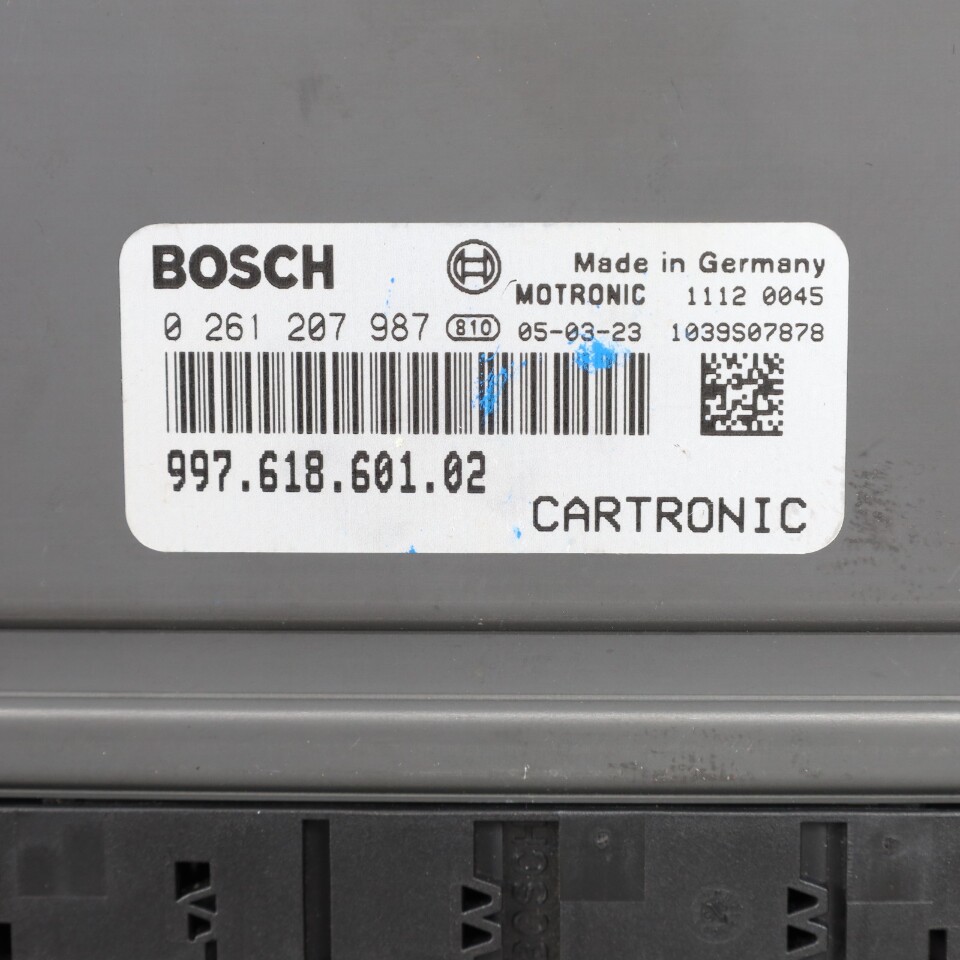 BOSCH
Made in Germany
MOTRONIC 1112 0045
0 261 207 987 810 05-03-23 1039S07878
997.618.601.02
CARTRONIC
BOSCH